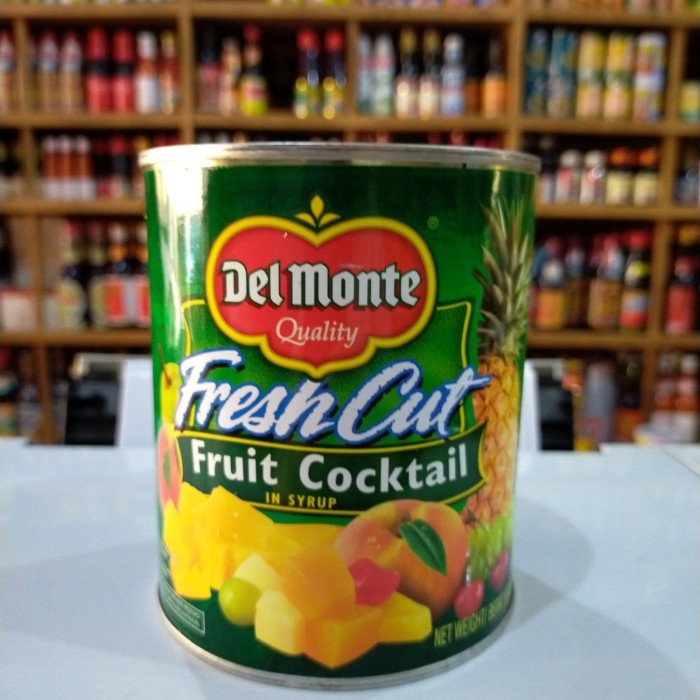 Del Monte
Quality
Fresh Cut
Fruit Cocktail
IN SYRUP
NET WEIGHT